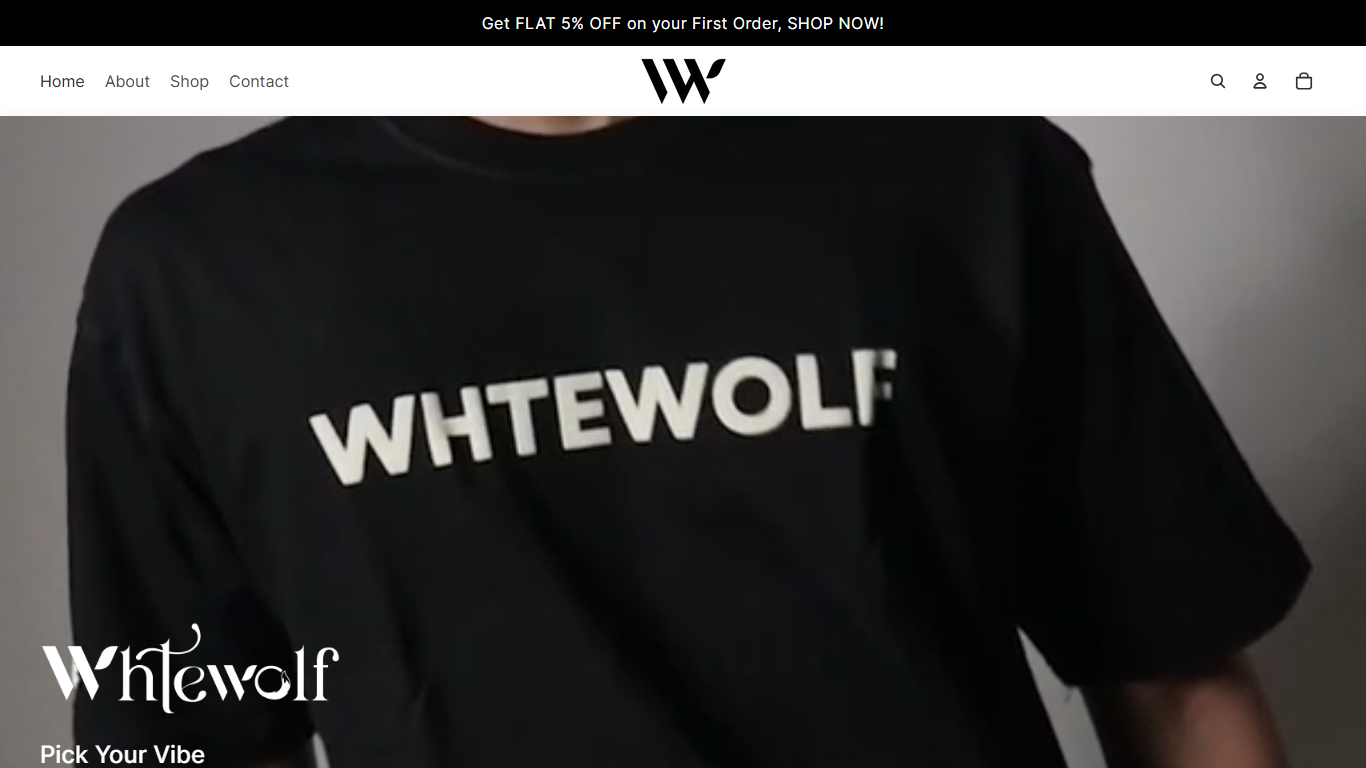 Get FLAT 5% OFF on your First Order, SHOP NOW!
Home About Shop Contact
W
WHTEWOLF
Whtewolf
Pick Your Vibe